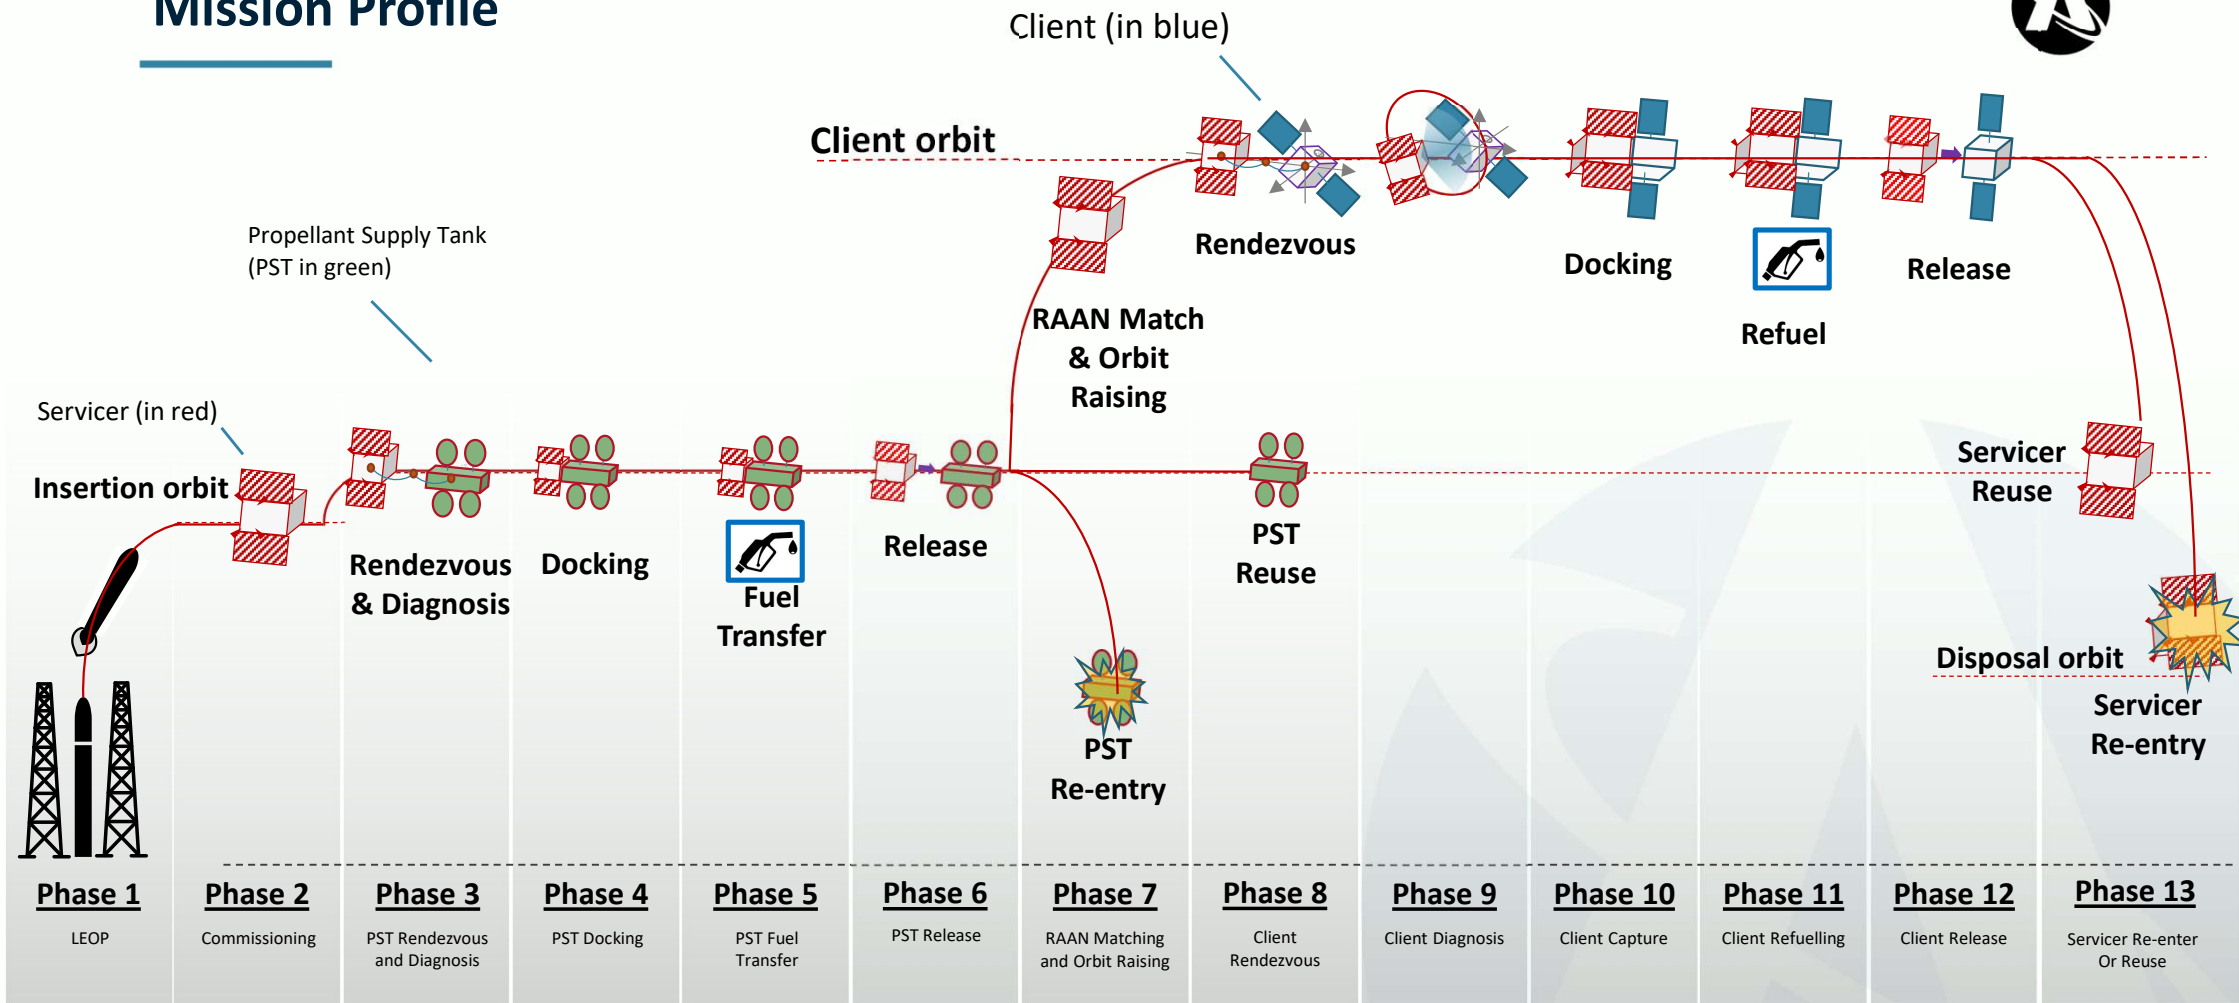 Mission Profile
Client (in blue)
Client orbit
Propellant Supply Tank
(PST in green)
Servicer (in red)
Insertion orbit
Rendezvous
& Diagnosis
Docking
Fuel
Transfer
Release
RAAN Match
& Orbit
Raising
PST
Re-entry
PST
Reuse
Rendezvous
Docking
Refuel
Release
Servicer
Reuse
Disposal orbit
Servicer
Re-entry
Phase 1
LEOP
Phase 2
Commissioning
Phase 3
PST Rendezvous
and Diagnosis
Phase 4
PST Docking
Phase 5
PST Fuel
Transfer
Phase 6
PST Release
Phase 7
RAAN Matching
and Orbit Raising
Phase 8
Client
Rendezvous
Phase 9
Client Diagnosis
Phase 10
Client Capture
Phase 11
Client Refuelling
Phase 12
Client Release
Phase 13
Servicer Re-enter
Or Reuse